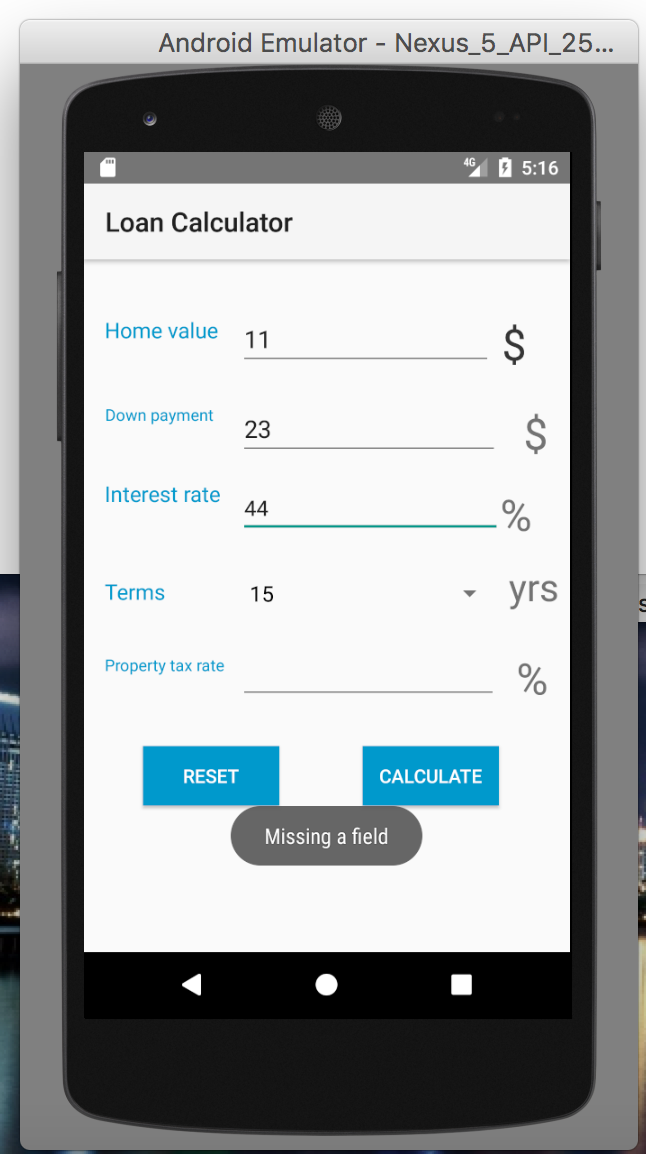 Android Emulator - Nexus_5_API_25...
4G 5:16
Loan Calculator
Home value 11 $
Down payment 23 $
Interest rate 44 %
Terms 15 yrs
Property tax rate %
RESET CALCULATE
Missing a field